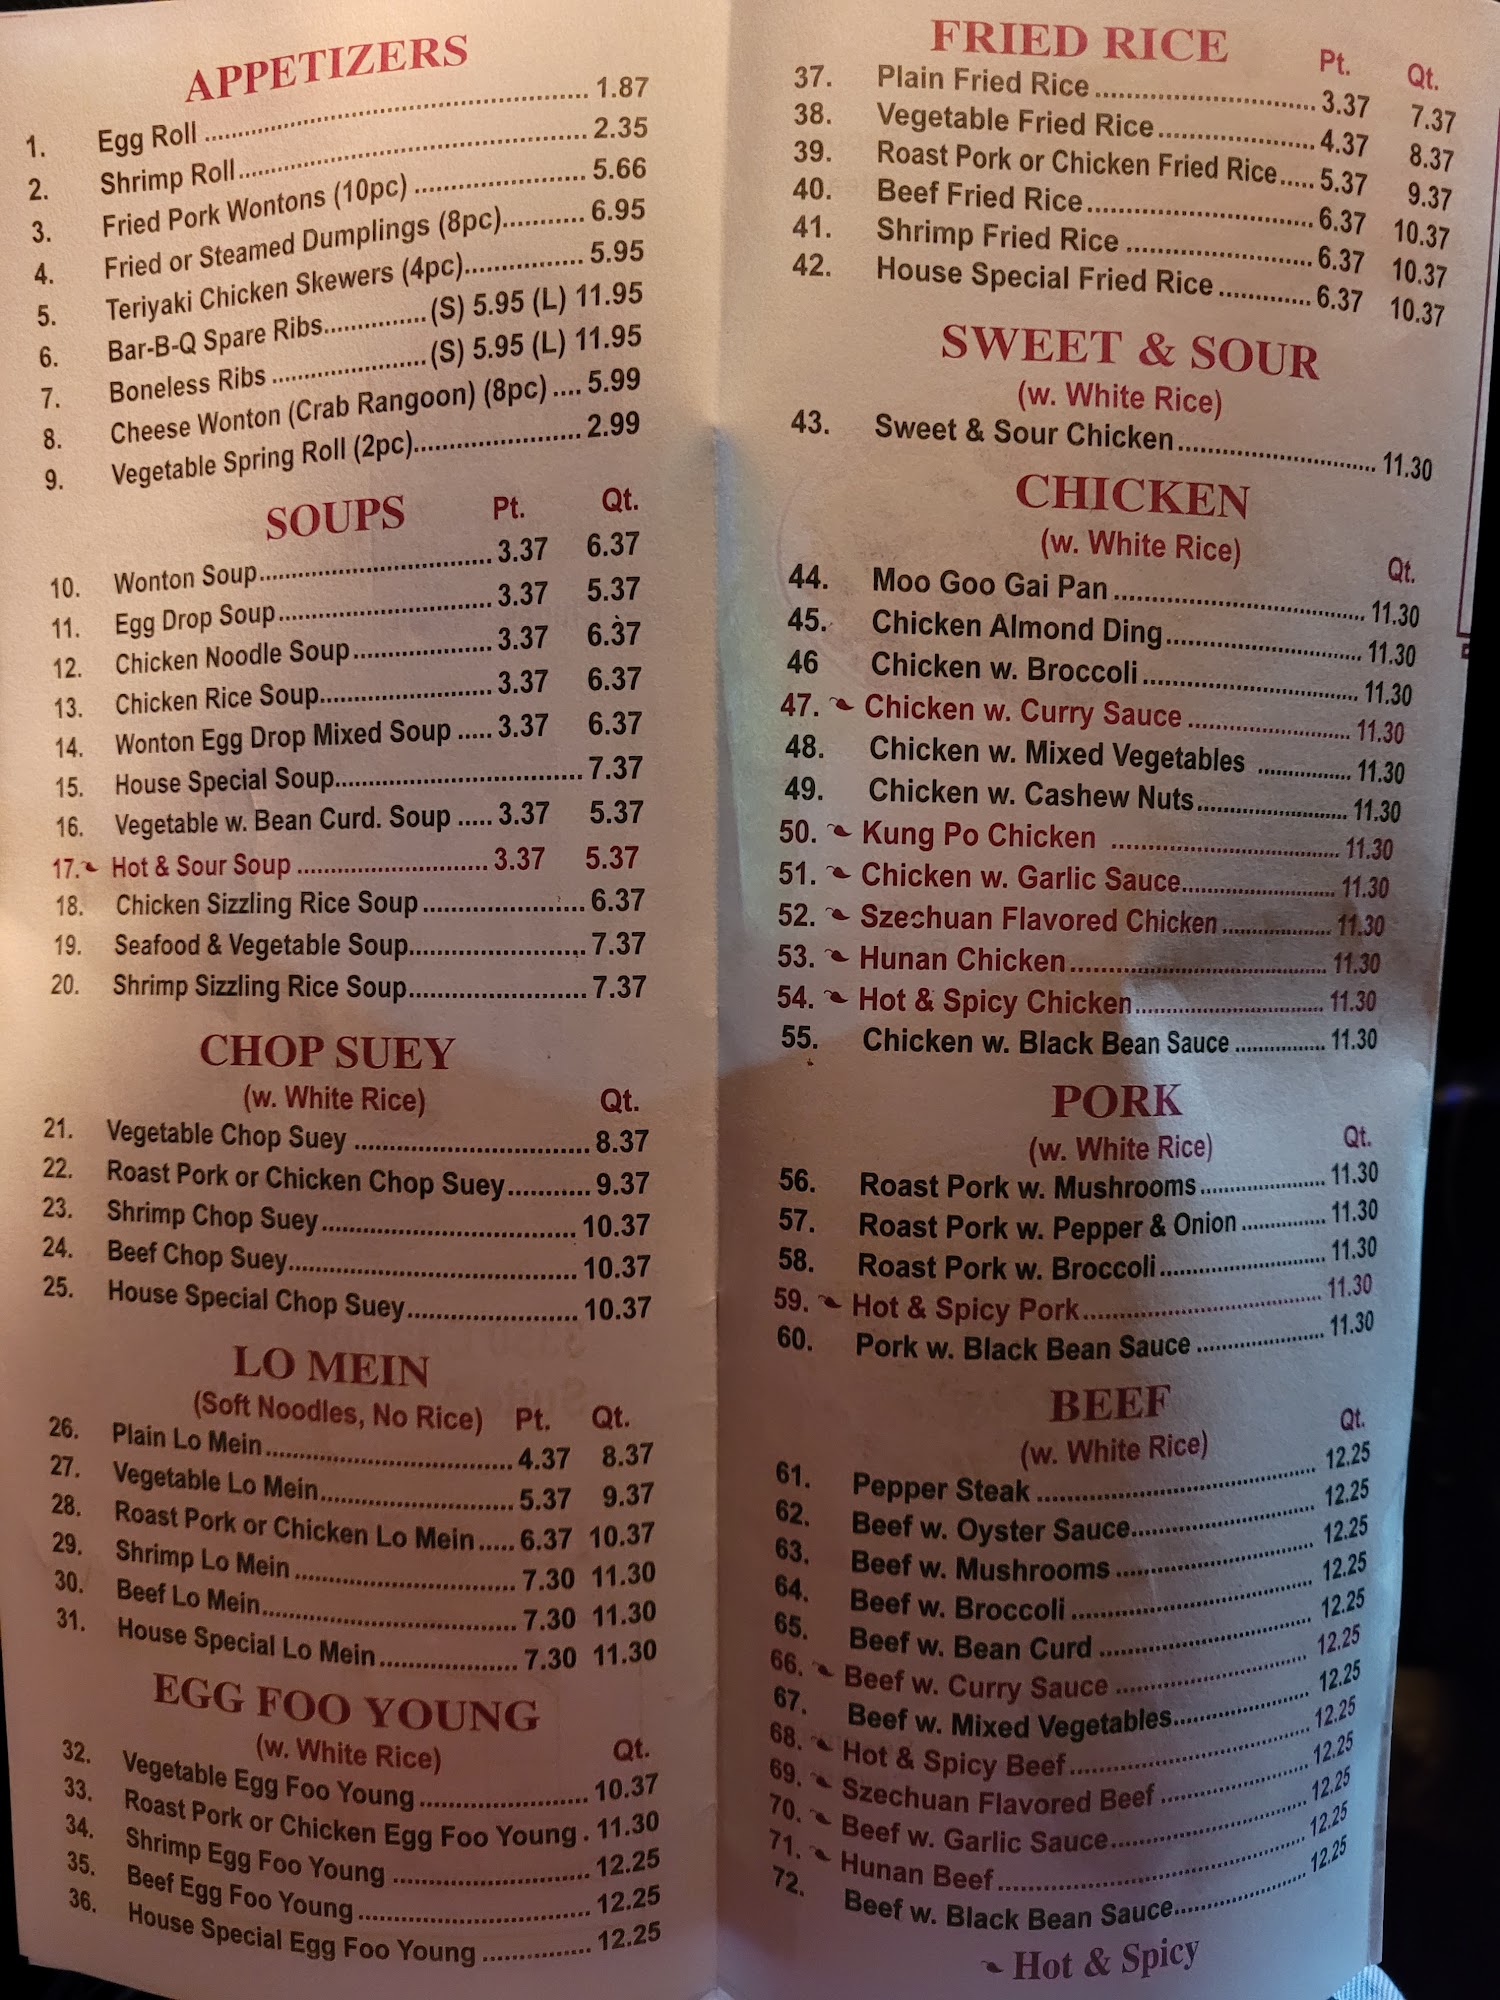 APPETIZERS
1. Egg Roll 1.87
2. Shrimp Roll 2.35
3. Fried Pork Wontons (10pc) 5.66
4. Fried or Steamed Dumplings (8pc) 6.95
5. Teriyaki Chicken Skewers (4pc) 5.95
6. Bar-B-Q Spare Ribs (S) 5.95 (L) 11.95
7. Boneless Ribs (S) 5.95 (L) 11.95
8. Cheese Wonton (Crab Rangoon) (8pc) 5.99
9. Vegetable Spring Roll (2pc) 2.99
SOUPS Pt. Qt.
10. Wonton Soup 3.37 6.37
11. Egg Drop Soup 3.37 5.37
12. Chicken Noodle Soup 3.37 6.37
13. Chicken Rice Soup 3.37 6.37
14. Wonton Egg Drop Mixed Soup 3.37 6.37
15. House Special Soup 7.37
16. Vegetable w. Bean Curd. Soup 3.37 5.37
17. Hot & Sour Soup 3.37 5.37
18. Chicken Sizzling Rice Soup 6.37
19. Seafood & Vegetable Soup 7.37
20. Shrimp Sizzling Rice Soup 7.37
CHOP SUEY
(w. White Rice) Qt.
21. Vegetable Chop Suey 8.37
22. Roast Pork or Chicken Chop Suey 9.37
23. Shrimp Chop Suey 10.37
24. Beef Chop Suey 10.37
25. House Special Chop Suey 10.37
LO MEIN
(Soft Noodles, No Rice) Pt. Qt.
26. Plain Lo Mein 4.37 8.37
27. Vegetable Lo Mein 5.37 9.37
28. Roast Pork or Chicken Lo Mein 6.37 10.37
29. Shrimp Lo Mein 7.30 11.30
30. Beef Lo Mein 7.30 11.30
31. House Special Lo Mein 7.30 11.30
EGG FOO YOUNG
(w. White Rice) Qt.
32. Vegetable Egg Foo Young 10.37
33. Roast Pork or Chicken Egg Foo Young 11.30
34. Shrimp Egg Foo Young 12.25
35. Beef Egg Foo Young 12.25
36. House Special Egg Foo Young 12.25
FRIED RICE Pt. Qt.
37. Plain Fried Rice 3.37 7.37
38. Vegetable Fried Rice 4.37 8.37
39. Roast Pork or Chicken Fried Rice 5.37 9.37
40. Beef Fried Rice 6.37 10.37
41. Shrimp Fried Rice 6.37 10.37
42. House Special Fried Rice 6.37 10.37
SWEET & SOUR
(w. White Rice)
43. Sweet & Sour Chicken 11.30
CHICKEN
(w. White Rice) Qt.
44. Moo Goo Gai Pan 11.30
45. Chicken Almond Ding 11.30
46 Chicken w. Broccoli 11.30
47. Chicken w. Curry Sauce 11.30
48. Chicken w. Mixed Vegetables 11.30
49. Chicken w. Cashew Nuts 11.30
50. Kung Po Chicken 11.30
51. Chicken w. Garlic Sauce 11.30
52. Szechuan Flavored Chicken 11.30
53. Hunan Chicken 11.30
54. Hot & Spicy Chicken 11.30
55. Chicken w. Black Bean Sauce 11.30
PORK
(w. White Rice) Qt.
56. Roast Pork w. Mushrooms 11.30
57. Roast Pork w. Pepper & Onion 11.30
58. Roast Pork w. Broccoli 11.30
59. Hot & Spicy Pork 11.30
60. Pork w. Black Bean Sauce 11.30
BEEF
(w. White Rice) Qt.
61. Pepper Steak 12.25
62. Beef w. Oyster Sauce 12.25
63. Beef w. Mushrooms 12.25
64. Beef w. Broccoli 12.25
65. Beef w. Bean Curd 12.25
66. Beef w. Curry Sauce 12.25
67. Beef w. Mixed Vegetables 12.25
68. Hot & Spicy Beef 12.25
69. Szechuan Flavored Beef 12.25
70. Beef w. Garlic Sauce 12.25
71. Hunan Beef 12.25
72. Beef w. Black Bean Sauce 12.25
Hot & Spicy